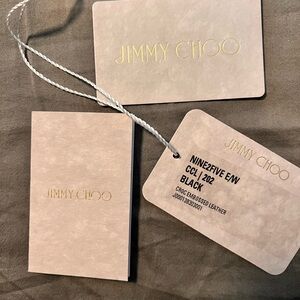 JIMMY CHOO
JIMMY CHOO
JIMMY CHOO
NINE2FIVE E/W
CCL | 202
BLACK
CROC EMBOSSED LEATHER